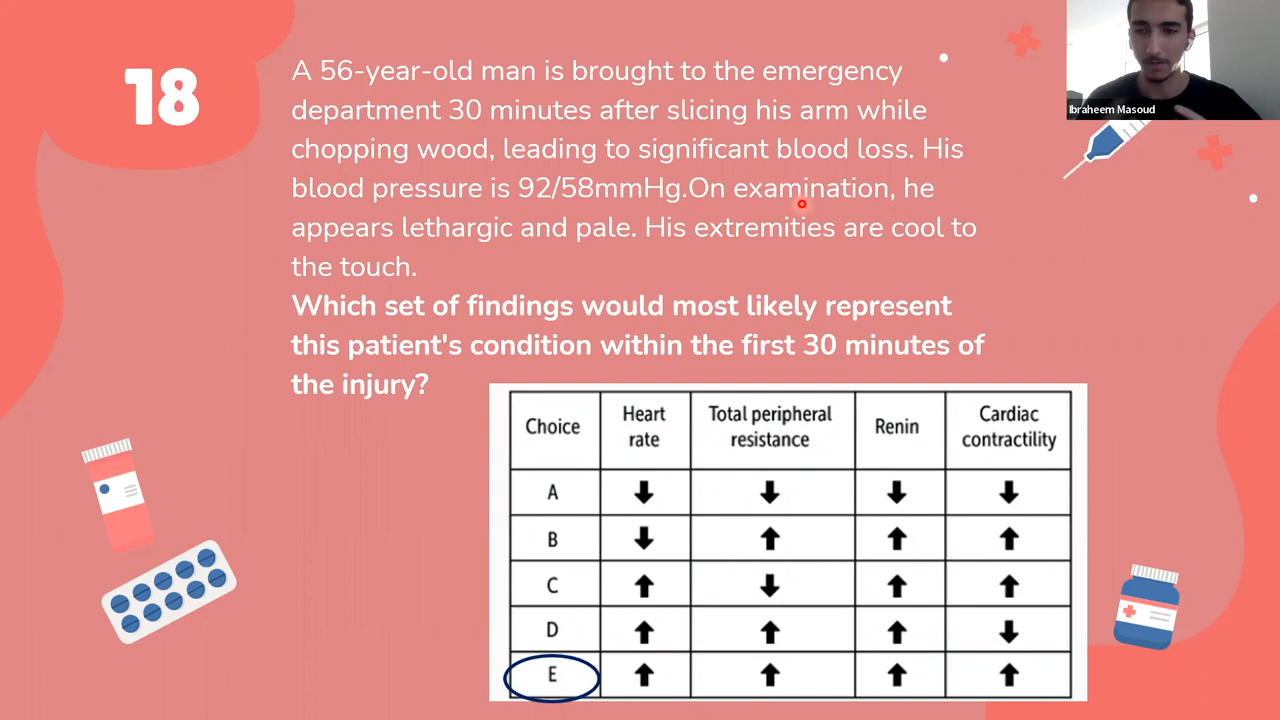 18
A 56-year-old man is brought to the emergency
department 30 minutes after slicing his arm while
chopping wood, leading to significant blood loss. His
blood pressure is 92/58mmHg.On examination, he
appears lethargic and pale. His extremities are cool to
the touch.
Which set of findings would most likely represent
this patient's condition within the first 30 minutes of
the injury?
Choice Heart rate Total peripheral resistance Renin Cardiac contractility
A ↓ ↓ ↓ ↓
B ↓ ↑ ↑ ↑
C ↑ ↓ ↑ ↑
D ↑ ↑ ↑ ↓
E ↑ ↑ ↑ ↑
Ibraheem Masoud